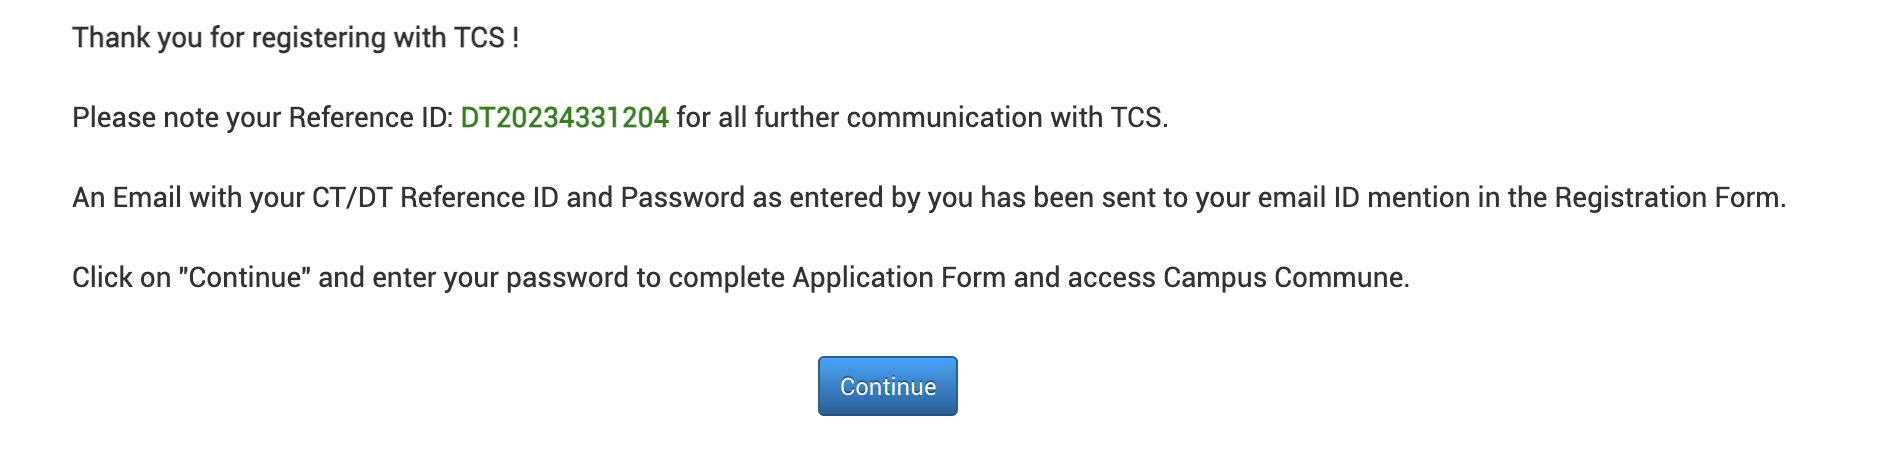 Thank you for registering with TCS !
Please note your Reference ID: DT20234331204 for all further communication with TCS.
An Email with your CT/DT Reference ID and Password as entered by you has been sent to your email ID mention in the Registration Form.
Click on "Continue" and enter your password to complete Application Form and access Campus Commune.
Continue